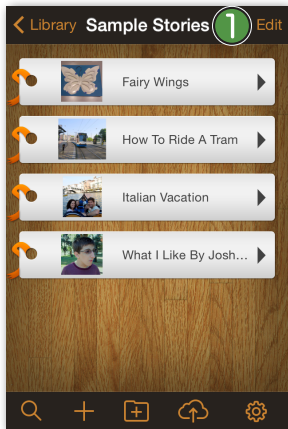 Library Sample Stories 1 Edit
Fairy Wings
How To Ride A Tram
Italian Vacation
What I Like By Josh...